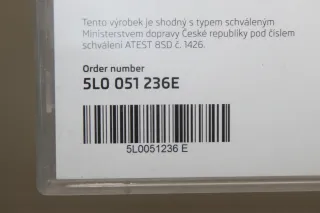 Tento výrobek je shodný s typem schváleným
Ministerstvem dopravy České republiky pod číslem
schválení ATEST 8SD č. 1426.
Order number
5L0 051 236E
5L0051236 E